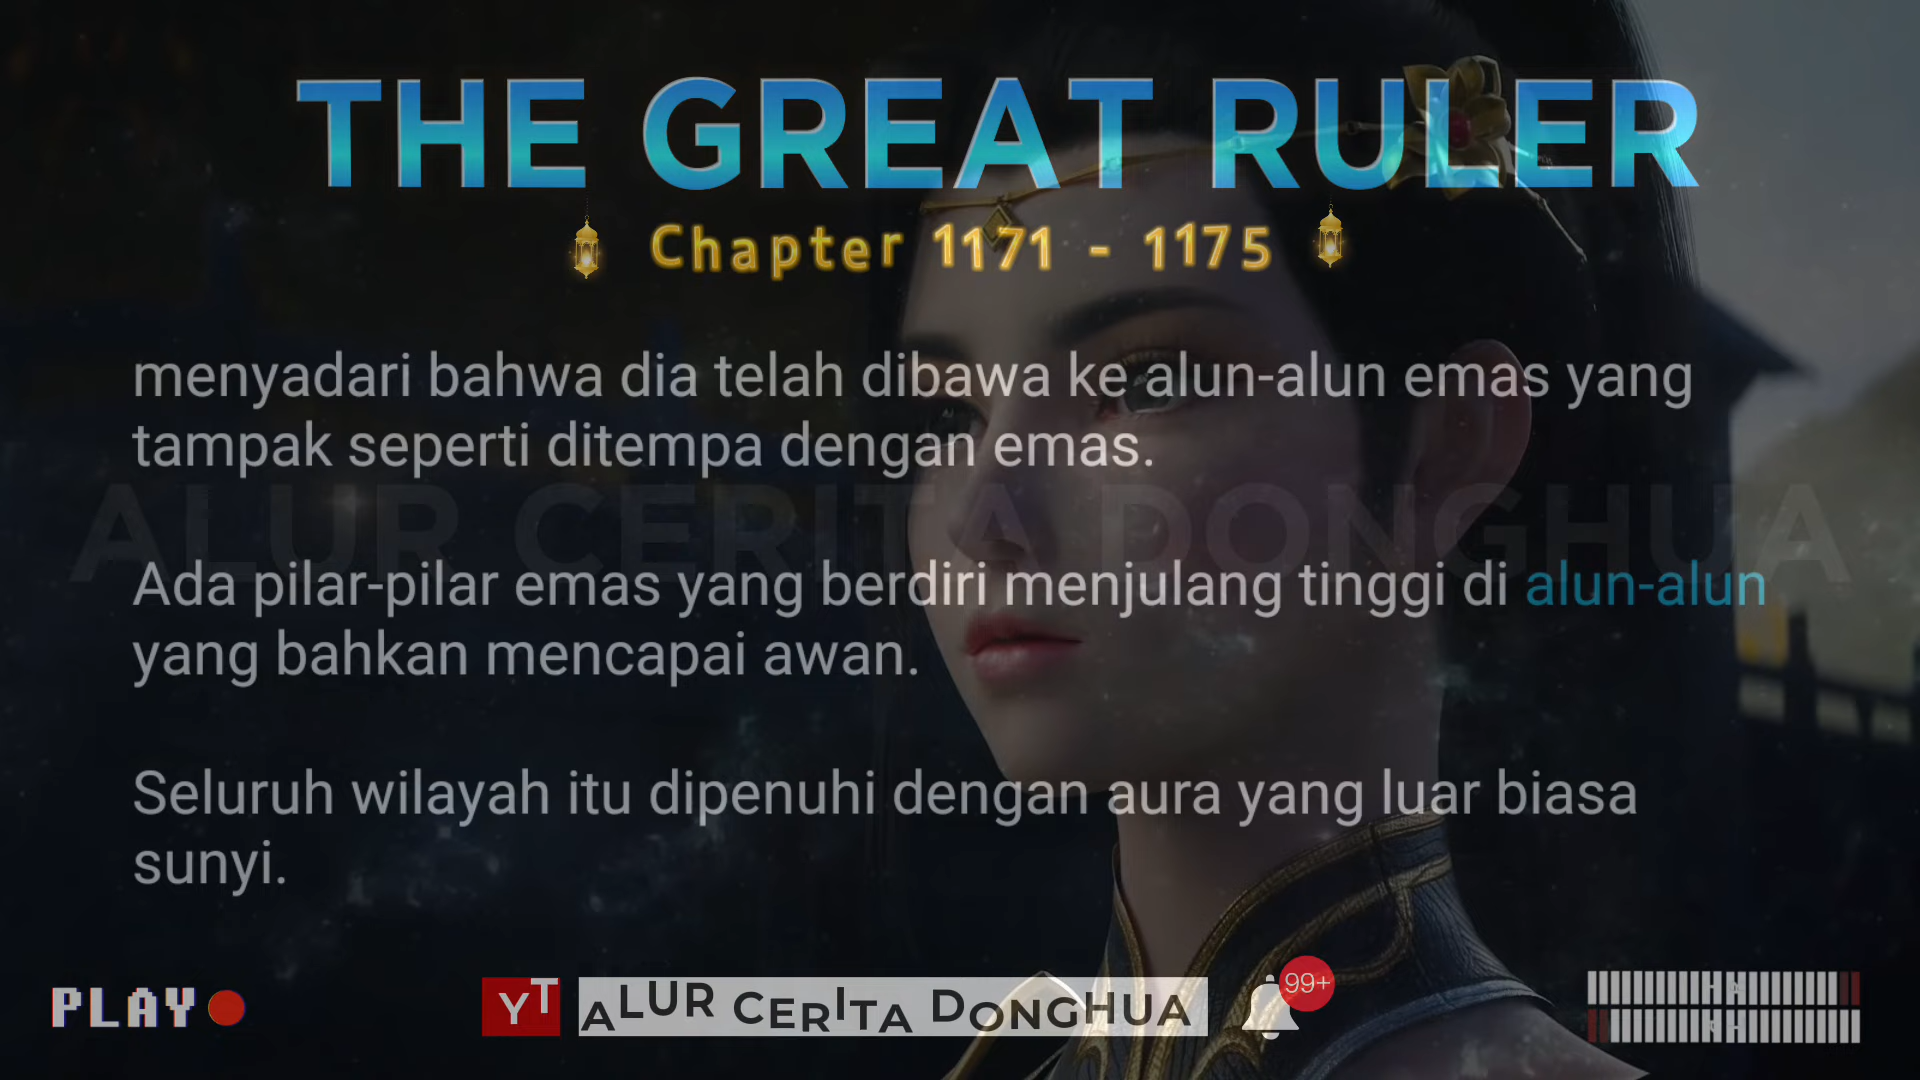 THE GREAT RULER
Chapter 1171 - 1175
menyadari bahwa dia telah dibawa ke alun-alun emas yang
tampak seperti ditempa dengan emas.
ALUR CERITA DONGHUA
Ada pilar-pilar emas yang berdiri menjulang tinggi di alun-alun
yang bahkan mencapai awan.
Seluruh wilayah itu dipenuhi dengan aura yang luar biasa
sunyi.
PLAY
YT ALUR CERITA DONGHUA
99+